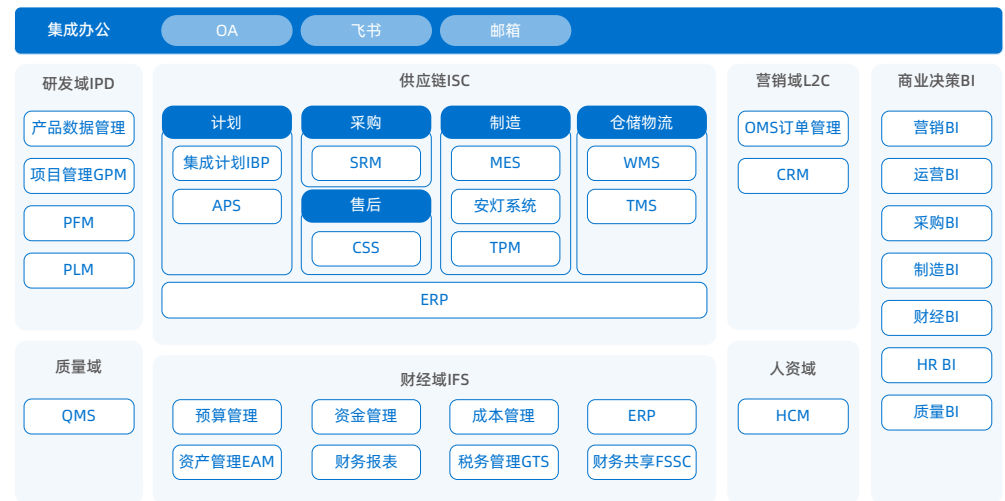 集成办公
OA
飞书
邮箱
研发域IPD
产品数据管理
项目管理GPM
PFM
PLM
供应链ISC
计划
集成计划IBP
APS
采购
SRM
售后
CSS
制造
MES
安灯系统
TPM
仓储物流
WMS
TMS
ERP
营销域L2C
OMS订单管理
CRM
商业决策BI
营销BI
运营BI
采购BI
制造BI
财经BI
HR BI
质量BI
质量域
QMS
财经域IFS
预算管理
资金管理
成本管理
ERP
资产管理EAM
财务报表
税务管理GTS
财务共享FSSC
人资域
HCM